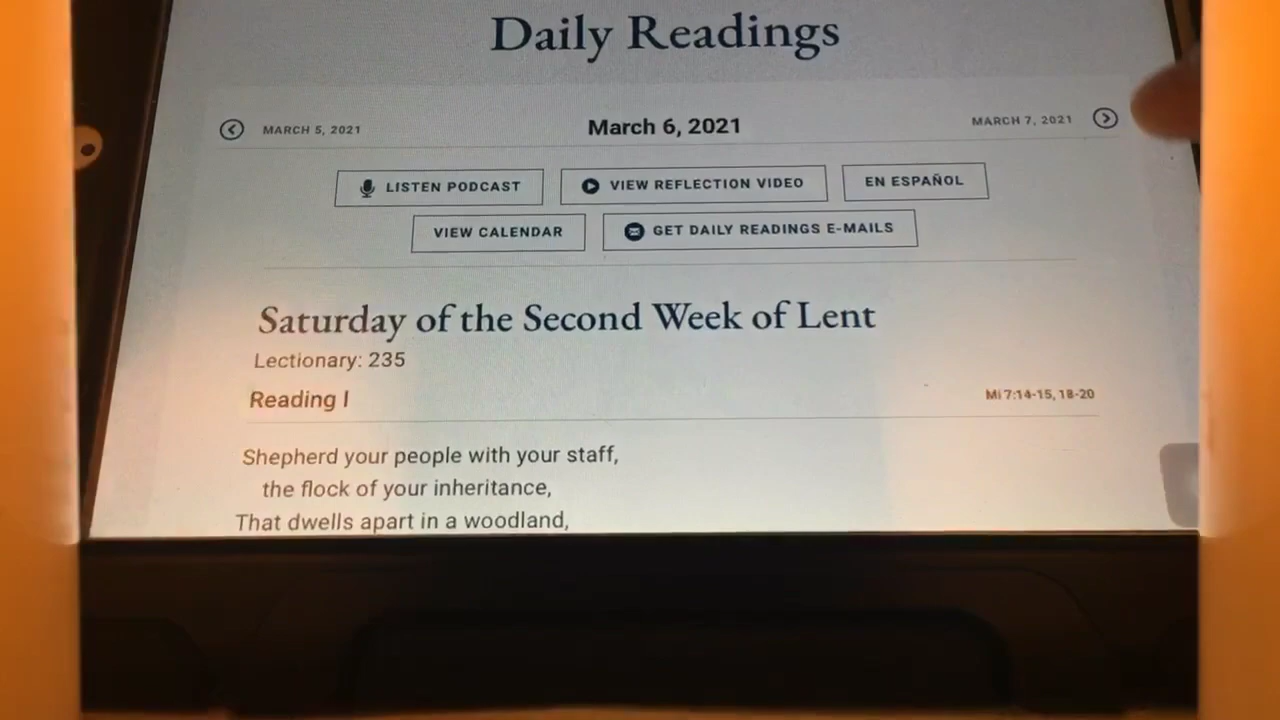 Daily Readings
MARCH 5, 2021 March 6, 2021 MARCH 7, 2021
LISTEN PODCAST VIEW REFLECTION VIDEO EN ESPAÑOL
VIEW CALENDAR GET DAILY READINGS E-MAILS
Saturday of the Second Week of Lent
Lectionary: 235
Reading I Mi 7:14-15, 18-20
Shepherd your people with your staff,
the flock of your inheritance,
That dwells apart in a woodland,